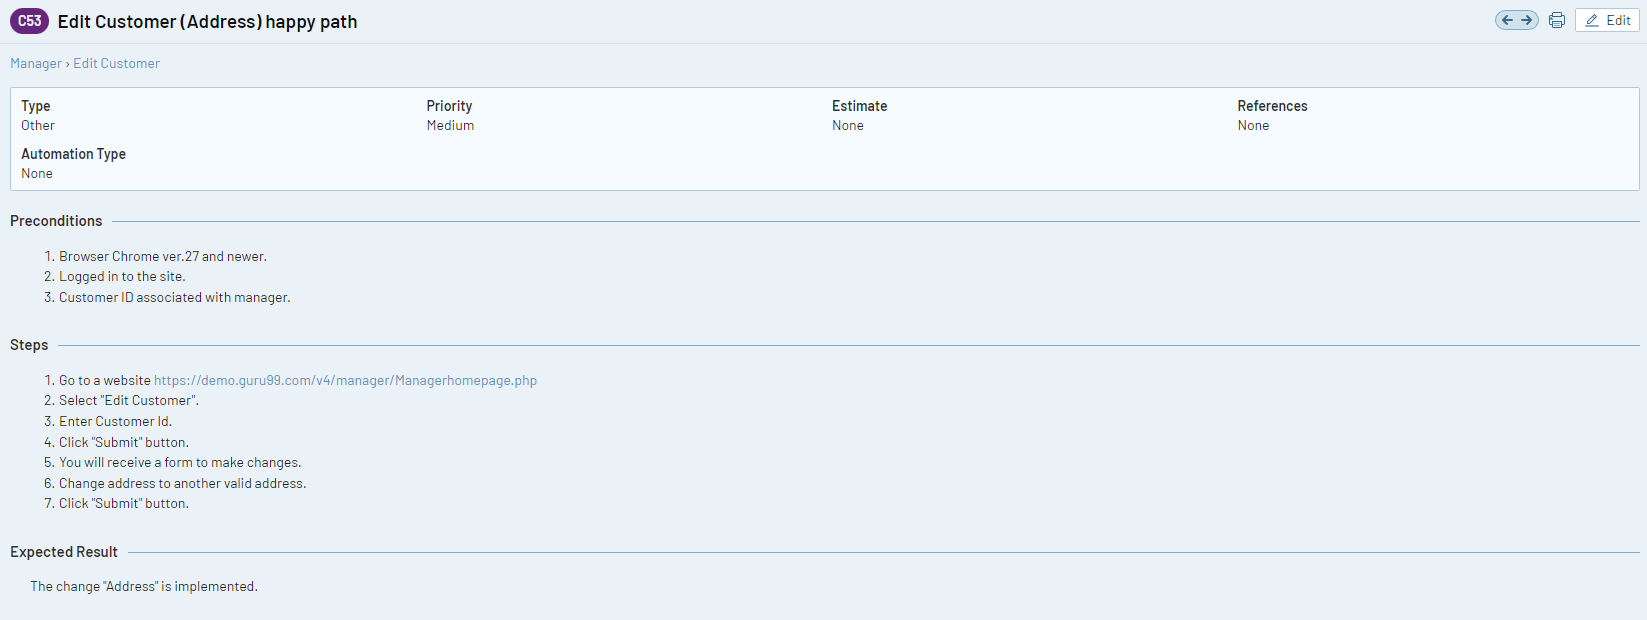 C53 Edit Customer (Address) happy path
Edit
Manager › Edit Customer
Type Priority Estimate References
Other Medium None None
Automation Type
None
Preconditions
1. Browser Chrome ver.27 and newer.
2. Logged in to the site.
3. Customer ID associated with manager.
Steps
1. Go to a website https://demo.guru99.com/v4/manager/Managerhomepage.php
2. Select "Edit Customer".
3. Enter Customer Id.
4. Click "Submit" button.
5. You will receive a form to make changes.
6. Change address to another valid address.
7. Click "Submit" button.
Expected Result
The change "Address" is implemented.